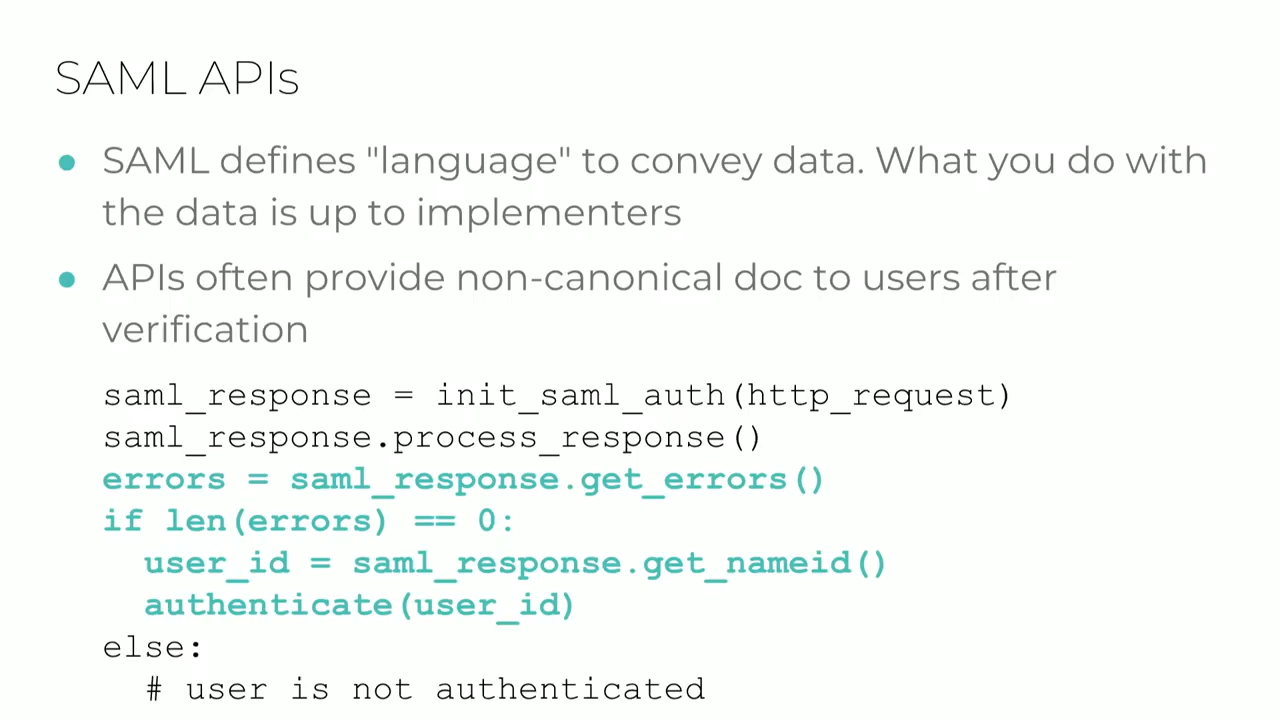 SAML APIs
● SAML defines "language" to convey data. What you do with
the data is up to implementers
● APIs often provide non-canonical doc to users after
verification
saml_response = init_saml_auth(http_request)
saml_response.process_response()
errors = saml_response.get_errors()
if len(errors) == 0:
  user_id = saml_response.get_nameid()
  authenticate(user_id)
else:
  # user is not authenticated